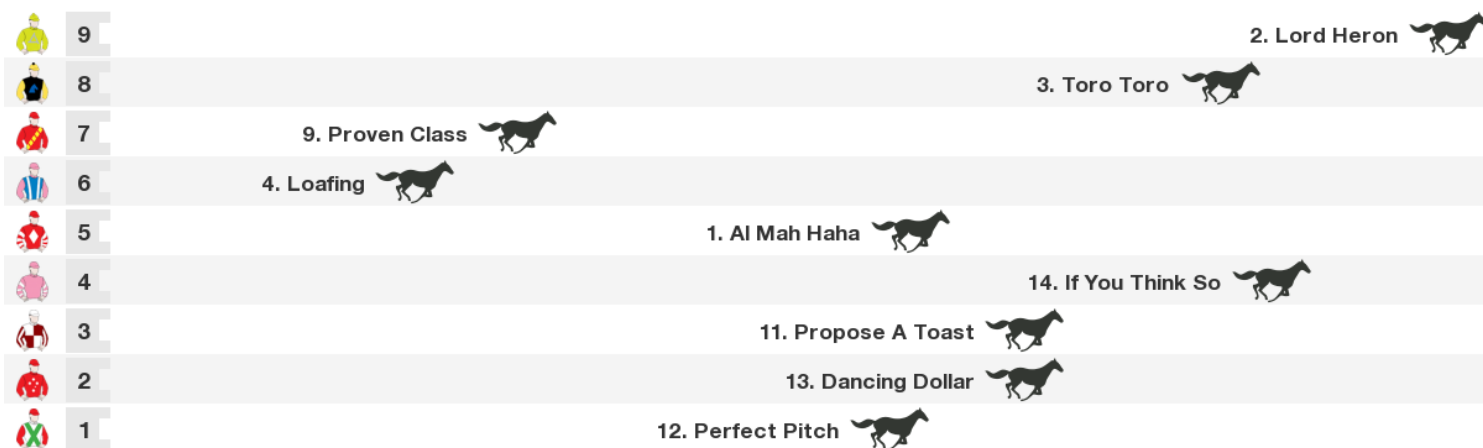 9 2. Lord Heron
8 3. Toro Toro
7 9. Proven Class
6 4. Loafing
5 1. Al Mah Haha
4 14. If You Think So
3 11. Propose A Toast
2 13. Dancing Dollar
1 12. Perfect Pitch